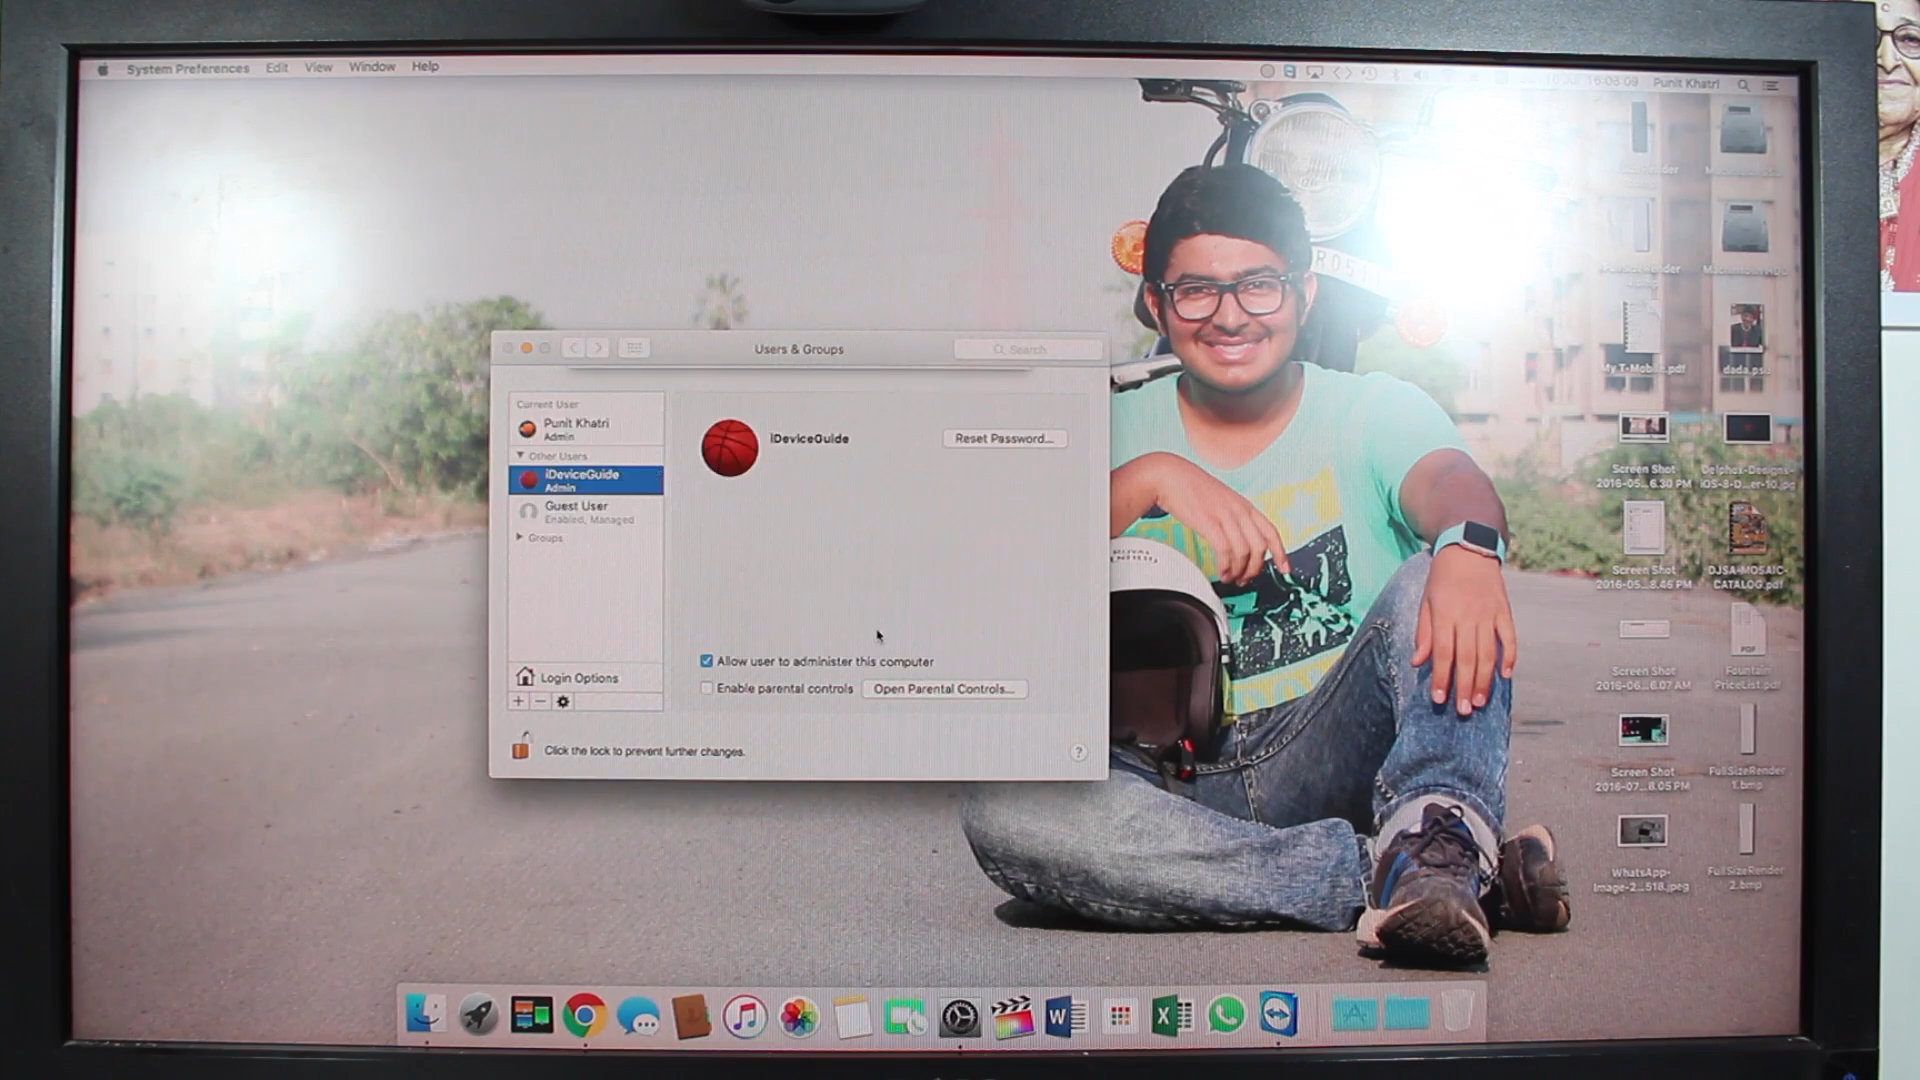 System Preferences Edit View Window Help
16:08:09 Punit Khatri
Users & Groups
Search
Current User
Punit Khatri
Admin
Other Users
iDeviceGuide
Admin
Guest User
Enabled, Managed
Groups
Login Options
iDeviceGuide
Reset Password...
Allow user to administer this computer
Enable parental controls
Open Parental Controls...
Click the lock to prevent further changes.
?
My T-Mobile.pdf
dada.psd
Screen Shot
2016-05...6.30 PM
Delphox-Designs-
iOS-8-D...er-10.jpg
Screen Shot
2016-05...8.46 PM
DJSA-MOSAIC-
CATALOG.pdf
Screen Shot
2016-06...6.07 AM
PDF
Fountain
PriceList.pdf
Screen Shot
2016-07...8.05 PM
FullSizeRender
1.bmp
WhatsApp-
Image-2...518.jpeg
FullSizeRender
2.bmp
W
X